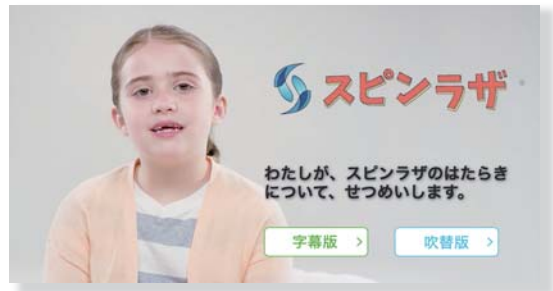 スピンラザ
わたしが、スピンラザのはたらき
について、せつめいします。
字幕版 >
吹替版 >